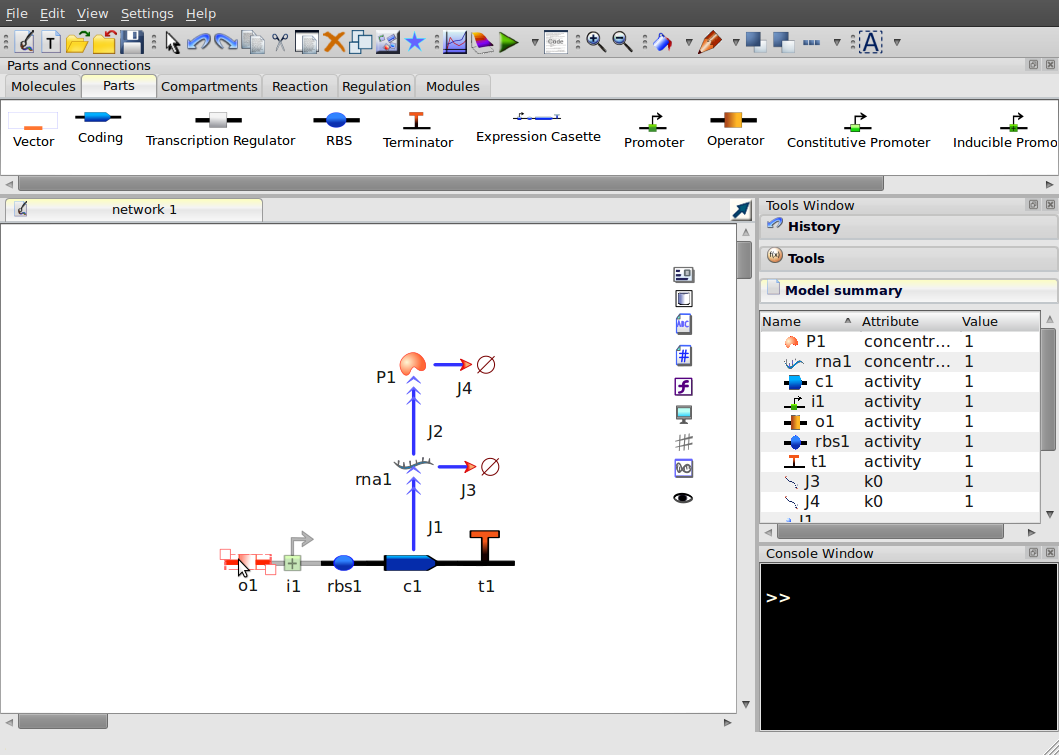 File Edit View Settings Help
T
Code
A
Parts and Connections
Molecules Parts Compartments Reaction Regulation Modules
Vector Coding Transcription Regulator RBS Terminator Expression Casette Promoter Operator Constitutive Promoter Inducible Promo
network 1
Tools Window
History
f(x) Tools
Model summary
Name Attribute Value
P1 concentr... 1
rna1 concentr... 1
c1 activity 1
i1 activity 1
o1 activity 1
rbs1 activity 1
t1 activity 1
J3 k0 1
J4 k0 1
J1
ABC
#
f
P1
J4
J2
rna1
J3
J1
o1 i1 rbs1 c1 t1
Console Window
>>